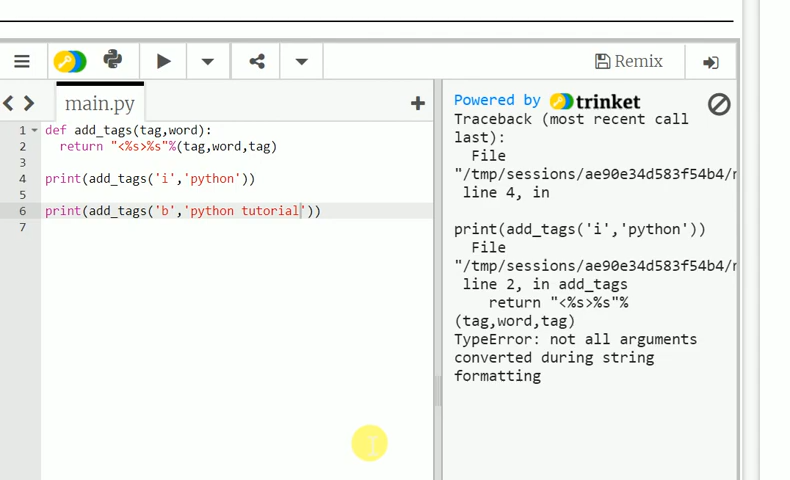 Remix
main.py
+
Powered by trinket
1 def add_tags(tag,word):
2 return "<%s>%s"%(tag,word,tag)
3
4 print(add_tags('i','python'))
5
6 print(add_tags('b','python tutorial'))
7
Traceback (most recent call
last):
File
"/tmp/sessions/ae90e34d583f54b4/
line 4, in
print(add_tags('i','python'))
File
"/tmp/sessions/ae90e34d583f54b4/
line 2, in add_tags
return "<%s>%s"%
(tag,word,tag)
TypeError: not all arguments
converted during string
formatting